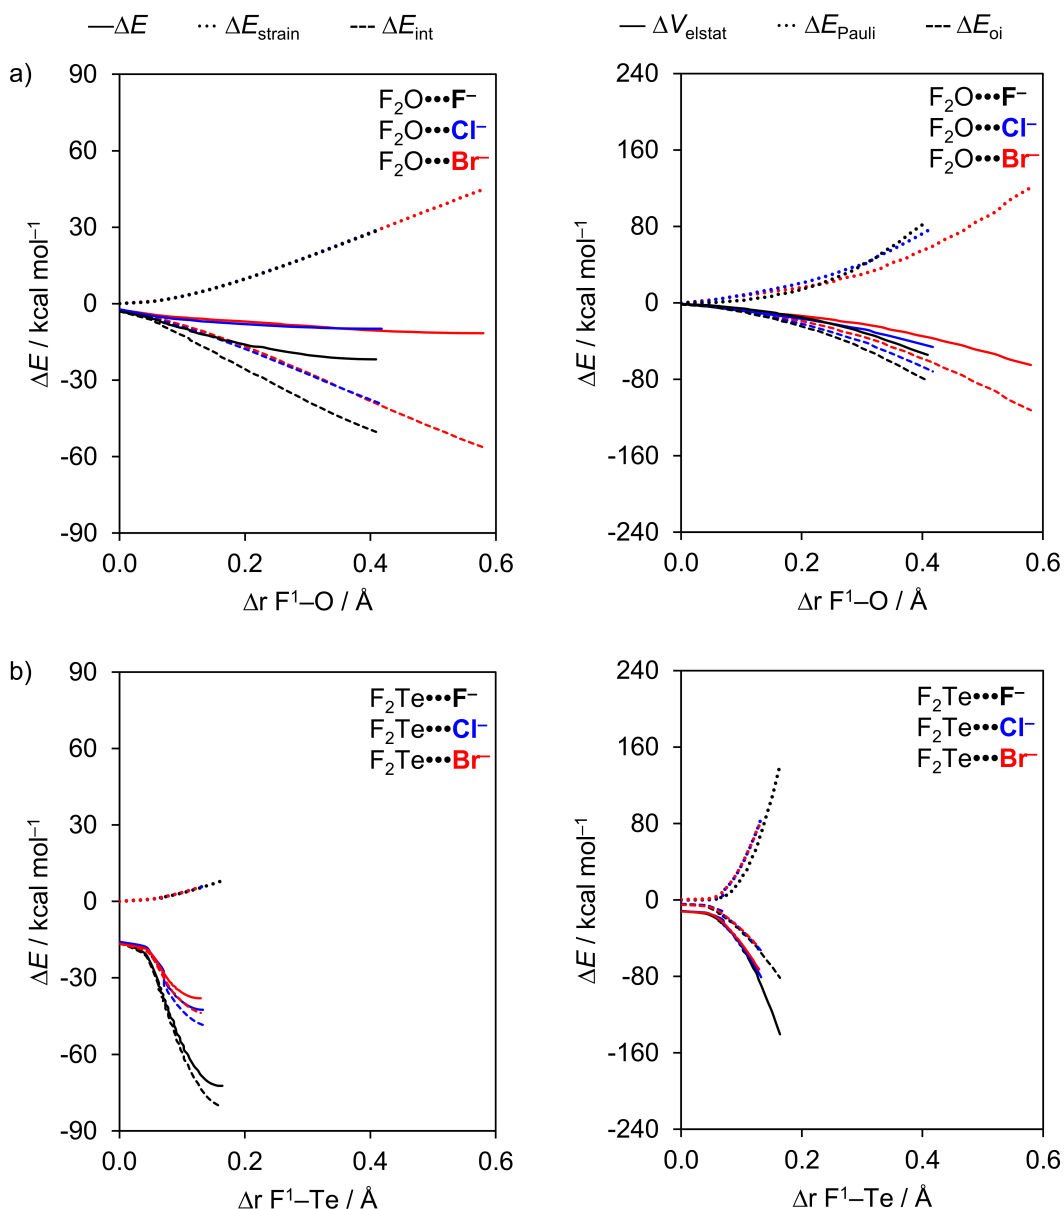 ΔE ΔE_strain ΔE_int
ΔV_elstat ΔE_Pauli ΔE_oi
a)
90
60
30
0
-30
-60
-90
ΔE / kcal mol⁻¹
F₂O•••F⁻
F₂O•••Cl⁻
F₂O•••Br⁻
0.0 0.2 0.4 0.6
Δr F¹–O / Å
240
160
80
0
-80
-160
-240
ΔE / kcal mol⁻¹
F₂O•••F⁻
F₂O•••Cl⁻
F₂O•••Br⁻
0.0 0.2 0.4 0.6
Δr F¹–O / Å
b)
90
60
30
0
-30
-60
-90
ΔE / kcal mol⁻¹
F₂Te•••F⁻
F₂Te•••Cl⁻
F₂Te•••Br⁻
0.0 0.2 0.4 0.6
Δr F¹–Te / Å
240
160
80
0
-80
-160
-240
ΔE / kcal mol⁻¹
F₂Te•••F⁻
F₂Te•••Cl⁻
F₂Te•••Br⁻
0.0 0.2 0.4 0.6
Δr F¹–Te / Å